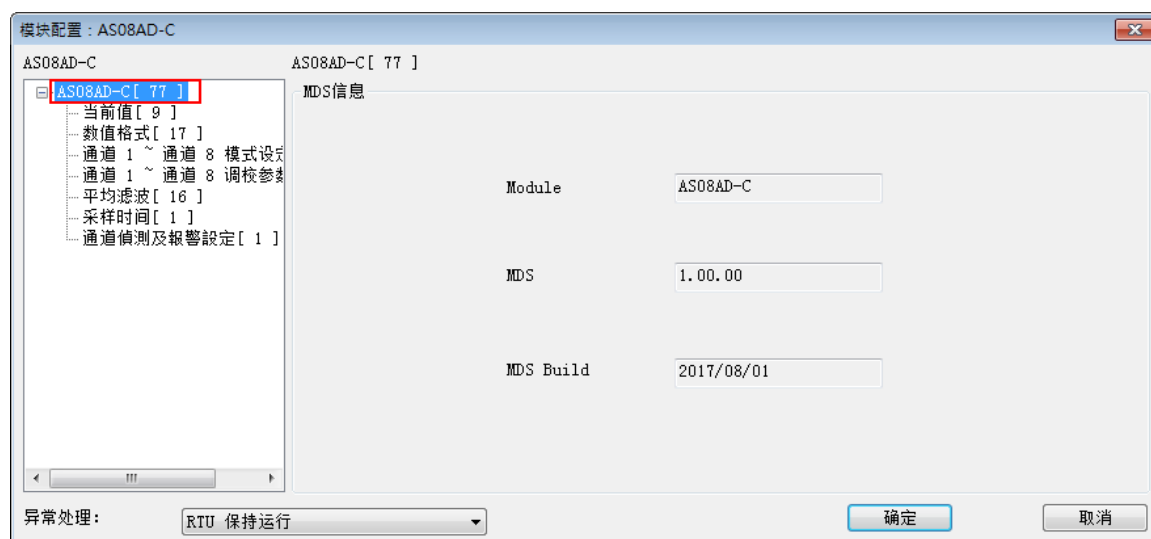 模块配置：AS08AD-C
AS08AD-C
AS08AD-C[ 77 ]
AS08AD-C[ 77 ]
当前值[ 9 ]
数值格式[ 17 ]
通道 1 ~ 通道 8 模式设定
通道 1 ~ 通道 8 调校参数
平均滤波[ 16 ]
采样时间[ 1 ]
通道偵測及報警設定[ 1 ]
MDS信息
Module AS08AD-C
MDS 1.00.00
MDS Build 2017/08/01
异常处理: RTU 保持运行
确定 取消